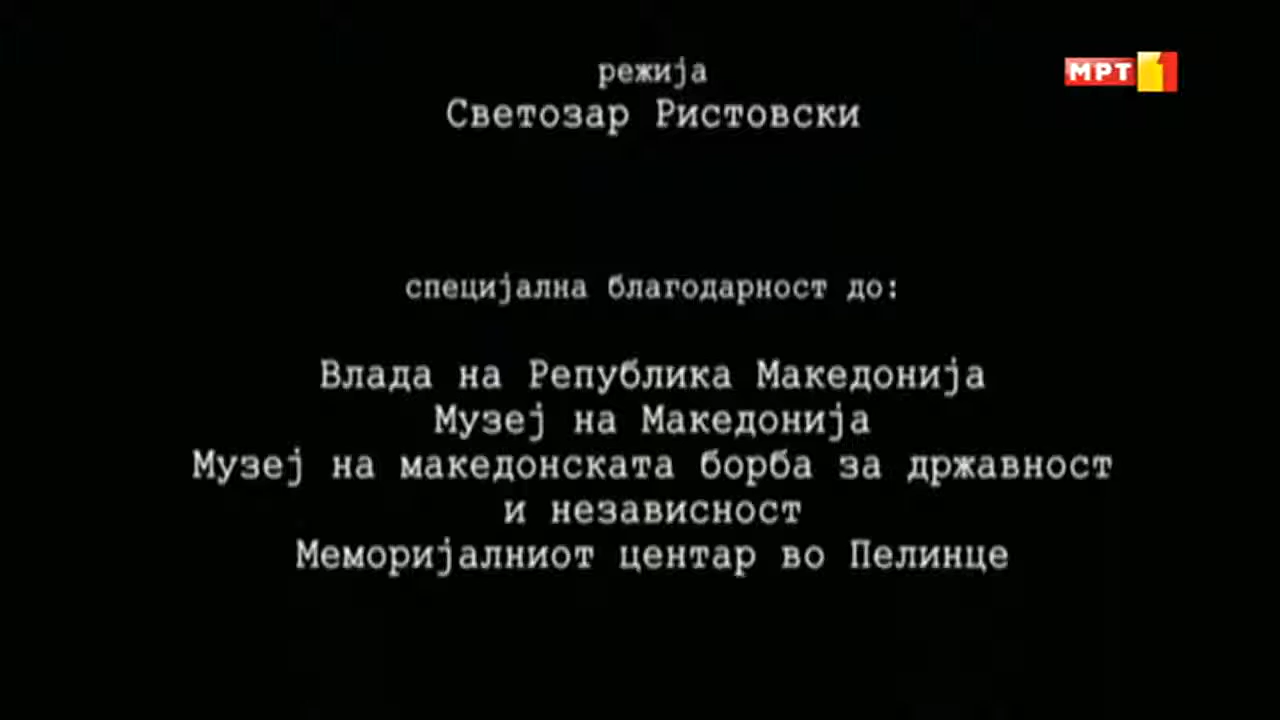 режија
МРТ 1
Светозар Ристовски
специјална благодарност до:
Влада на Република Македонија
Музеј на Македонија
Музеј на македонската борба за државност
и независност
Меморијалниот центар во Пелинце